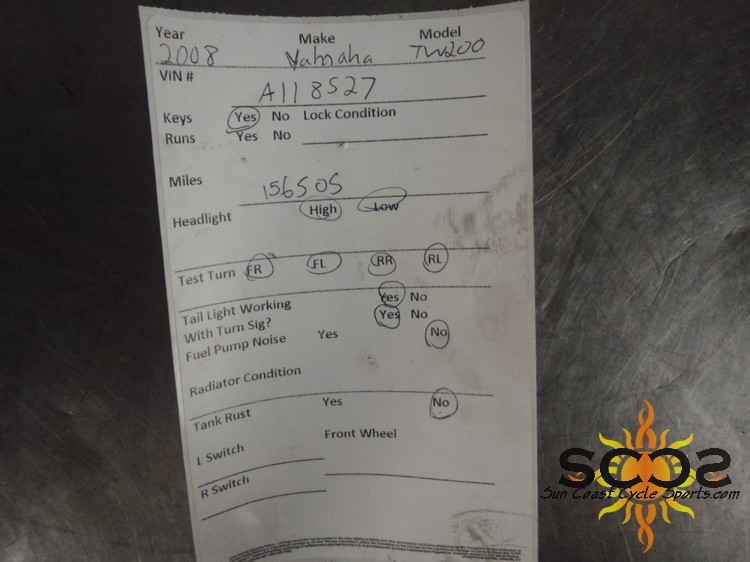 Year Make Model
2008 Yamaha TW200
VIN #
A118527
Keys Yes No Lock Condition
Runs Yes No
Miles 156505
Headlight High Low
Test Turn FR FL RR RL
Tail Light Working Yes No
With Turn Sig? Yes No
Fuel Pump Noise Yes No
Radiator Condition
Tank Rust Yes No
L Switch Front Wheel
R Switch
SCCS
Sun Coast Cycle Sports.com